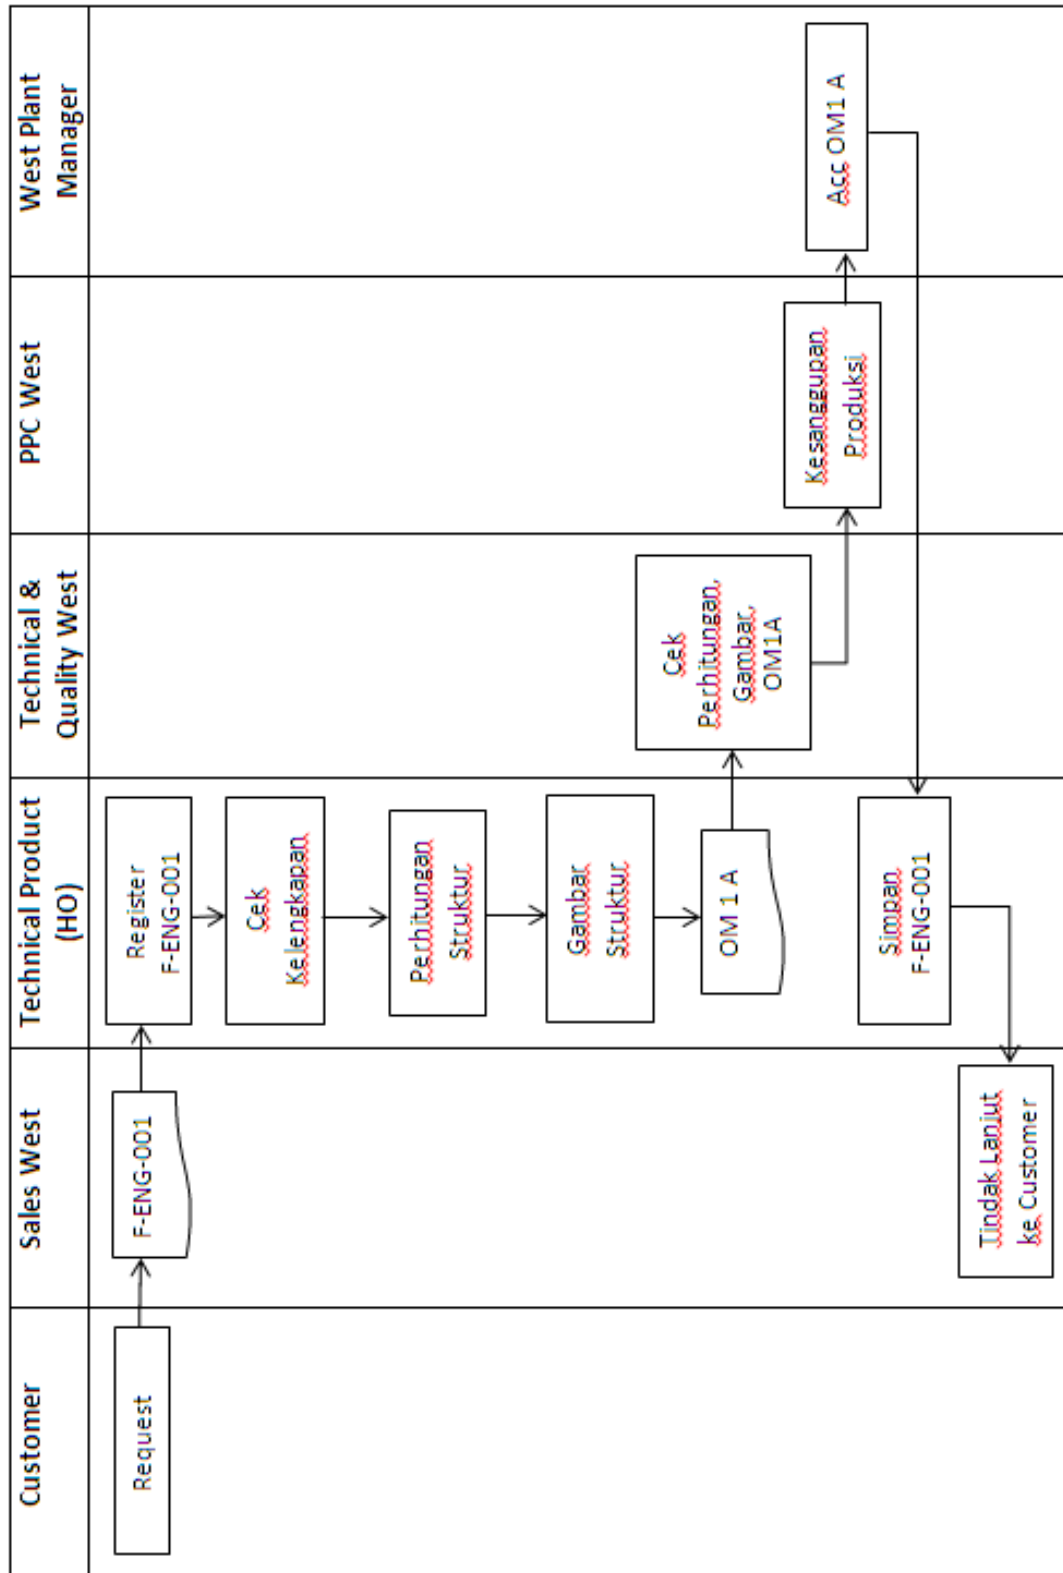 Customer
Sales West
Technical Product
(HO)
Technical &
Quality West
PPC West
West Plant
Manager
Request
F-ENG-001
Register
F-ENG-001
Cek
Kelengkapan
Perhitungan
Struktur
Gambar
Struktur
OM 1 A
Cek
Perhitungan,
Gambar,
OM1A
Kesanggupan
Produksi
Acc OM1 A
Simpan
F-ENG-001
Tindak Lanjut
ke Customer